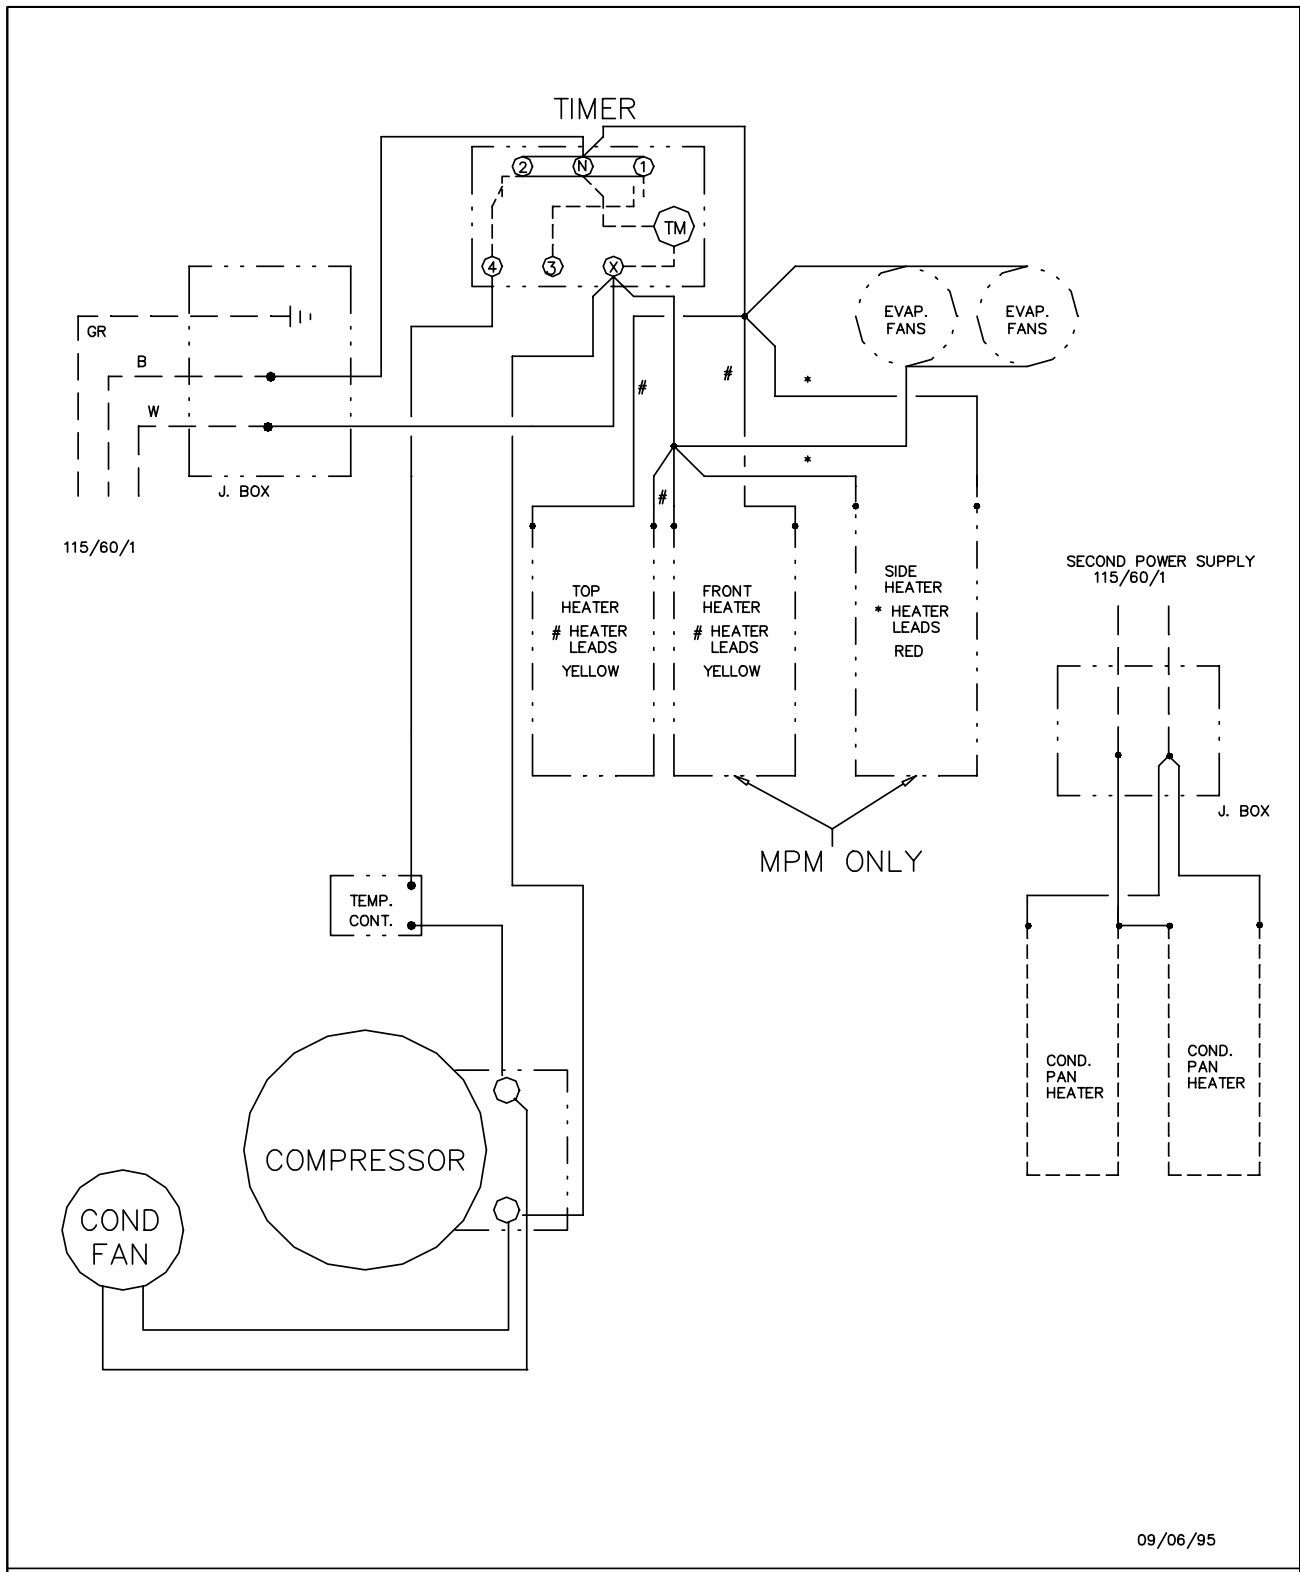 TIMER
2
N
1
TM
4
3
X
GR
B
W
J. BOX
115/60/1
EVAP.
FANS
EVAP.
FANS
#
#
*
*
#
TOP
HEATER
# HEATER
LEADS
YELLOW
FRONT
HEATER
# HEATER
LEADS
YELLOW
SIDE
HEATER
* HEATER
LEADS
RED
MPM ONLY
SECOND POWER SUPPLY
115/60/1
J. BOX
TEMP.
CONT.
COND.
PAN
HEATER
COND.
PAN
HEATER
COMPRESSOR
COND
FAN
09/06/95